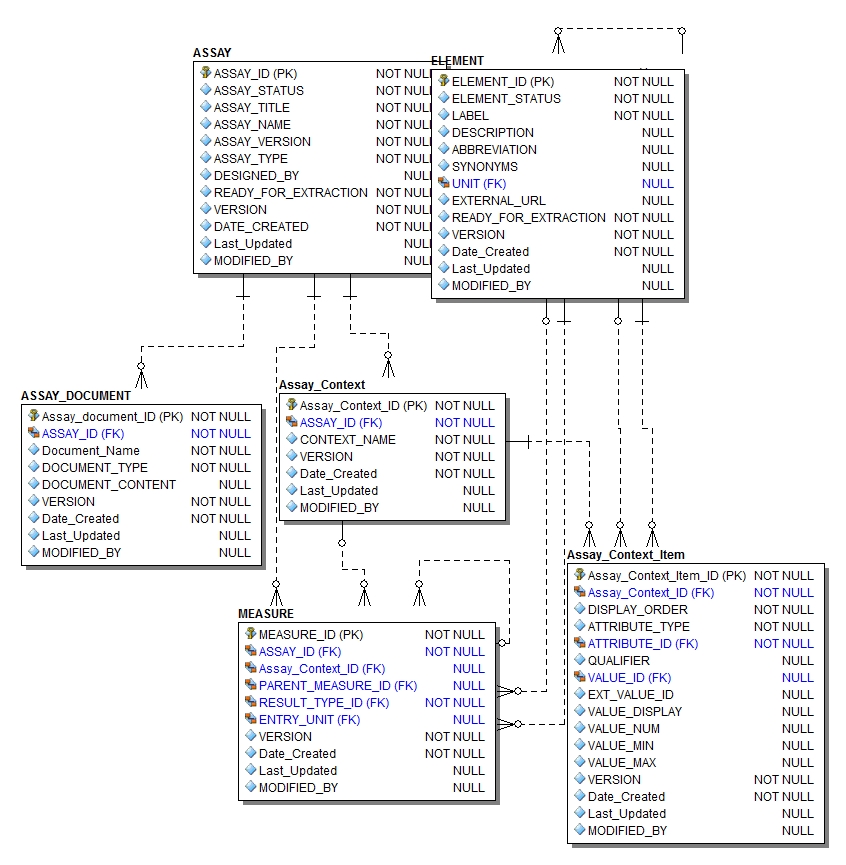 ASSAY
ASSAY_ID (PK) NOT NULL
ASSAY_STATUS NOT NULL
ASSAY_TITLE NOT NULL
ASSAY_NAME NOT NULL
ASSAY_VERSION NOT NULL
ASSAY_TYPE NOT NULL
DESIGNED_BY NULL
READY_FOR_EXTRACTION NOT NULL
VERSION NOT NULL
DATE_CREATED NOT NULL
Last_Updated NULL
MODIFIED_BY NULL
ELEMENT
ELEMENT_ID (PK) NOT NULL
ELEMENT_STATUS NOT NULL
LABEL NOT NULL
DESCRIPTION NULL
ABBREVIATION NULL
SYNONYMS NULL
UNIT (FK) NULL
EXTERNAL_URL NULL
READY_FOR_EXTRACTION NOT NULL
VERSION NOT NULL
Date_Created NOT NULL
Last_Updated NULL
MODIFIED_BY NULL
ASSAY_DOCUMENT
Assay_document_ID (PK) NOT NULL
ASSAY_ID (FK) NOT NULL
Document_Name NOT NULL
DOCUMENT_TYPE NOT NULL
DOCUMENT_CONTENT NULL
VERSION NOT NULL
Date_Created NOT NULL
Last_Updated NULL
MODIFIED_BY NULL
Assay_Context
Assay_Context_ID (PK) NOT NULL
ASSAY_ID (FK) NOT NULL
CONTEXT_NAME NOT NULL
VERSION NOT NULL
Date_Created NOT NULL
Last_Updated NULL
MODIFIED_BY NULL
MEASURE
MEASURE_ID (PK) NOT NULL
ASSAY_ID (FK) NOT NULL
Assay_Context_ID (FK) NULL
PARENT_MEASURE_ID (FK) NULL
RESULT_TYPE_ID (FK) NOT NULL
ENTRY_UNIT (FK) NULL
VERSION NOT NULL
Date_Created NOT NULL
Last_Updated NULL
MODIFIED_BY NULL
Assay_Context_Item
Assay_Context_Item_ID (PK) NOT NULL
Assay_Context_ID (FK) NOT NULL
DISPLAY_ORDER NOT NULL
ATTRIBUTE_TYPE NOT NULL
ATTRIBUTE_ID (FK) NOT NULL
QUALIFIER NULL
VALUE_ID (FK) NULL
EXT_VALUE_ID NULL
VALUE_DISPLAY NULL
VALUE_NUM NULL
VALUE_MIN NULL
VALUE_MAX NULL
VERSION NOT NULL
Date_Created NOT NULL
Last_Updated NULL
MODIFIED_BY NULL